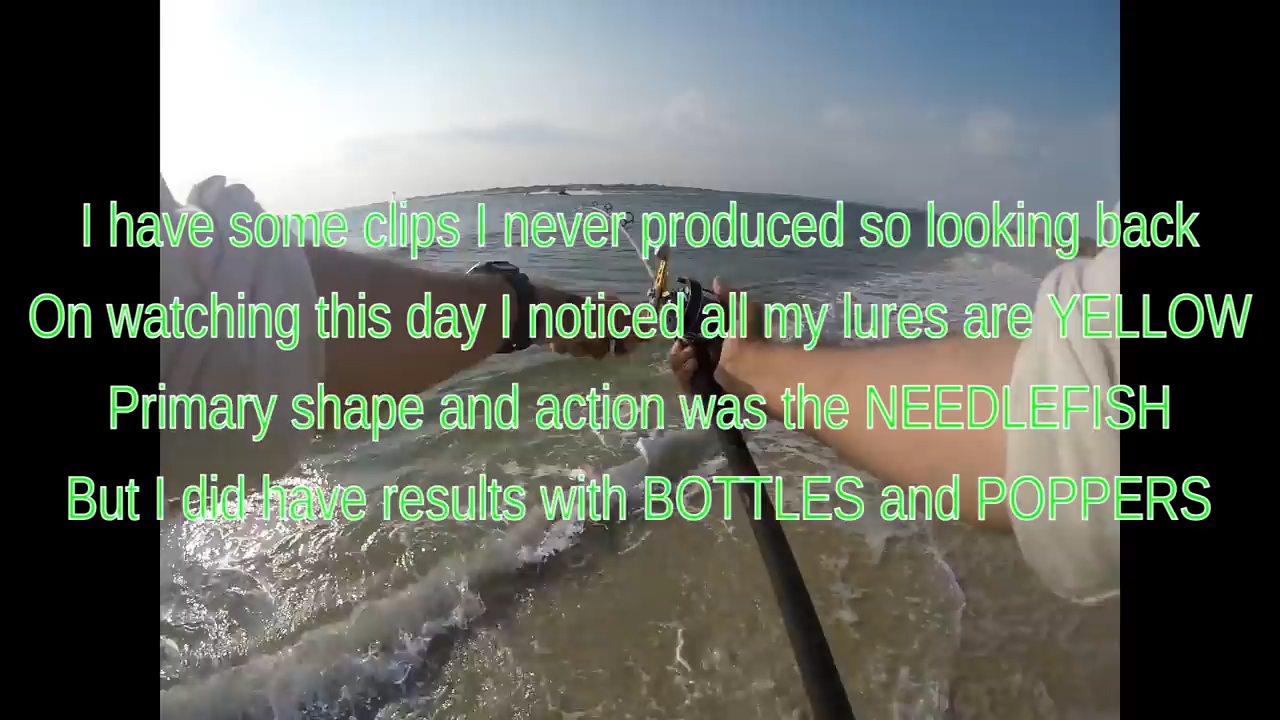 I have some clips I never produced so looking back
On watching this day I noticed all my lures are YELLOW
Primary shape and action was the NEEDLEFISH
But I did have results with BOTTLES and POPPERS